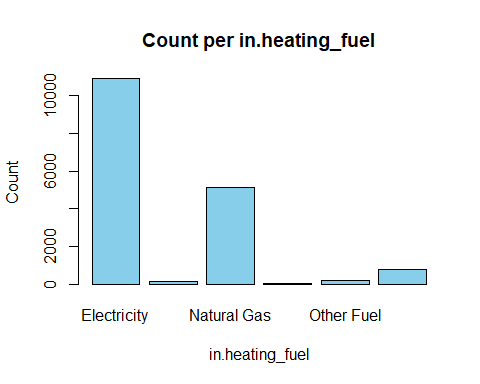 Count per in.heating_fuel
Count
10000
6000
2000
0
Electricity
Natural Gas
Other Fuel
in.heating_fuel